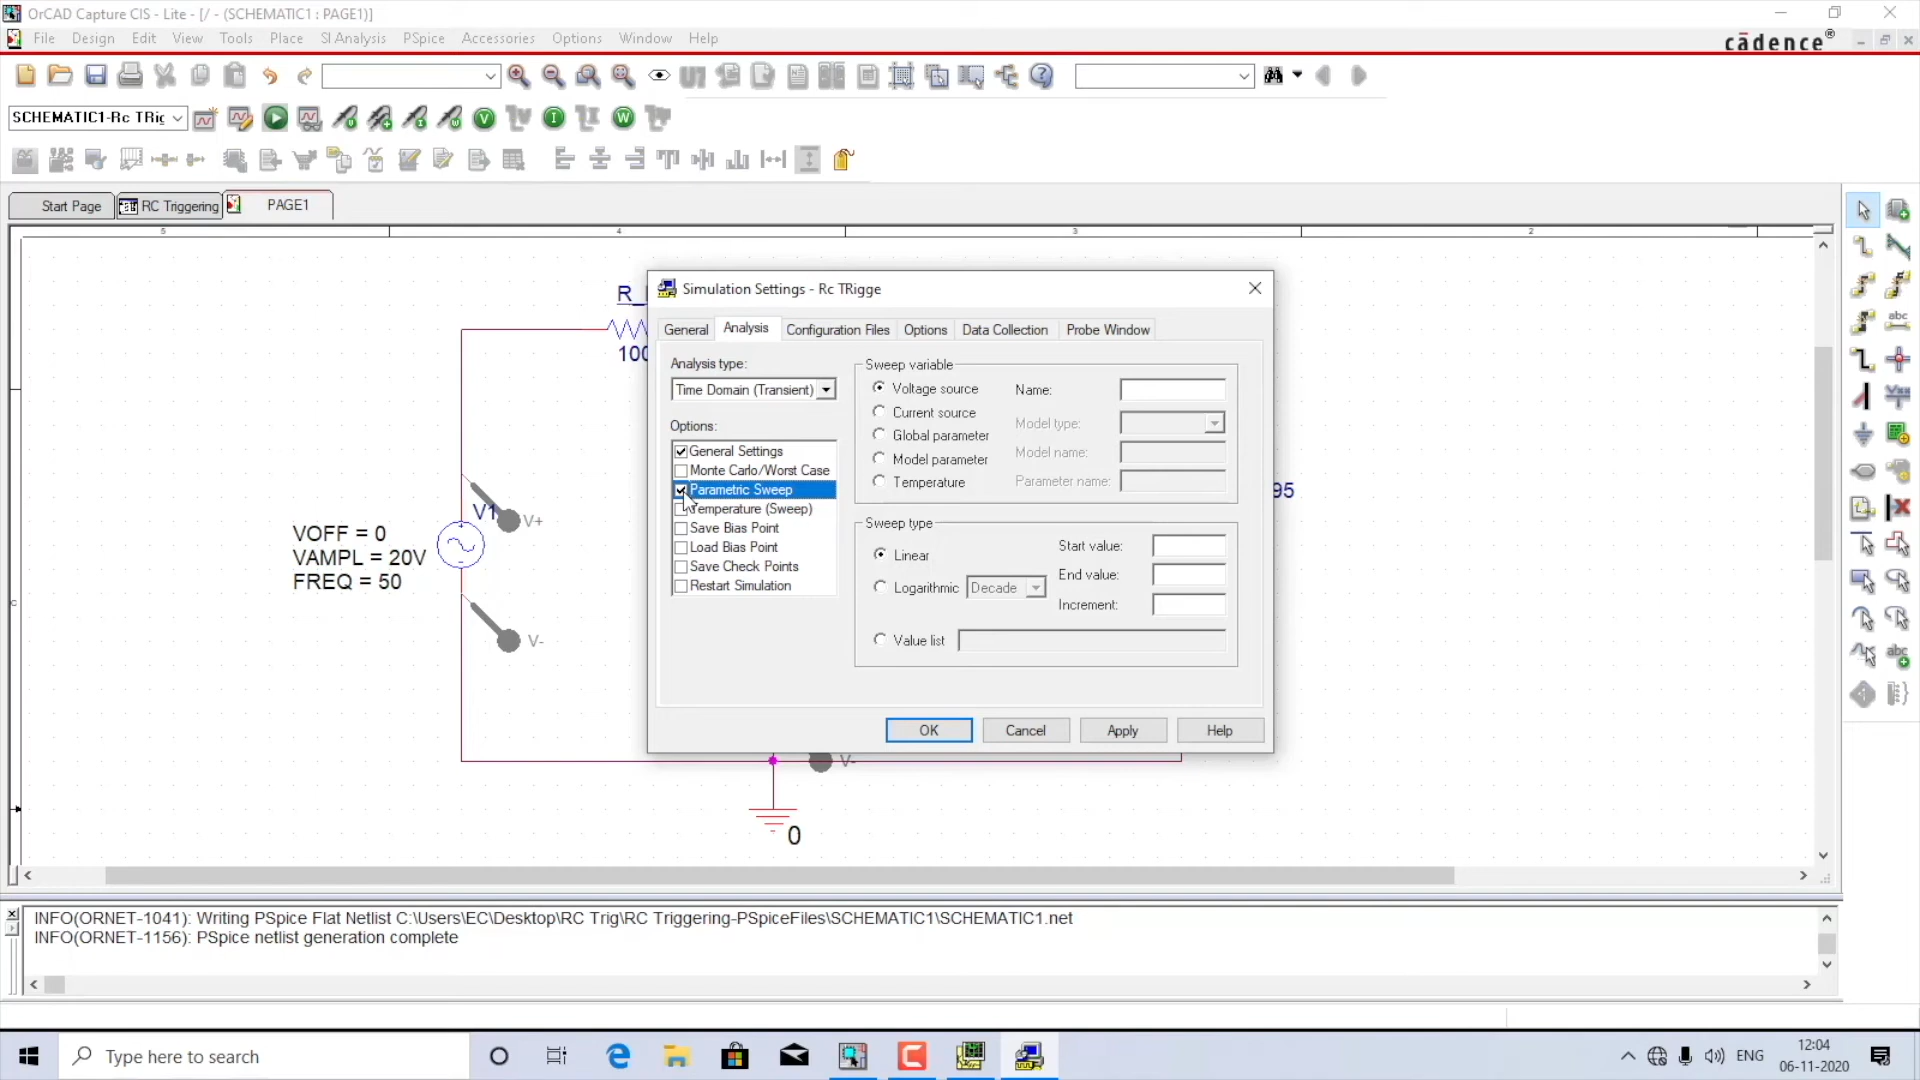 OrCAD Capture CIS - Lite - [/ - (SCHEMATIC1 : PAGE1)]
File Design Edit View Tools Place SI Analysis PSpice Accessories Options Window Help
cādence®
SCHEMATIC1-Rc TRig
Start Page
RC Triggering
PAGE1
5 4 3 2
Simulation Settings - Rc TRigge
General Analysis Configuration Files Options Data Collection Probe Window
Analysis type:
Time Domain (Transient)
Options:
General Settings
Monte Carlo/Worst Case
Parametric Sweep
Temperature (Sweep)
Save Bias Point
Load Bias Point
Save Check Points
Restart Simulation
Sweep variable
Voltage source
Current source
Global parameter
Model parameter
Temperature
Name:
Model type:
Model name:
Parameter name:
Sweep type
Linear
Logarithmic Decade
Value list
Start value:
End value:
Increment:
OK Cancel Apply Help
100
95
V1
V+
VOFF = 0
VAMPL = 20V
FREQ = 50
V-
V-
0
C
INFO(ORNET-1041): Writing PSpice Flat Netlist C:\Users\EC\Desktop\RC Trig\RC Triggering-PSpiceFiles\SCHEMATIC1\SCHEMATIC1.net
INFO(ORNET-1156): PSpice netlist generation complete
Type here to search
ENG
12:04
06-11-2020